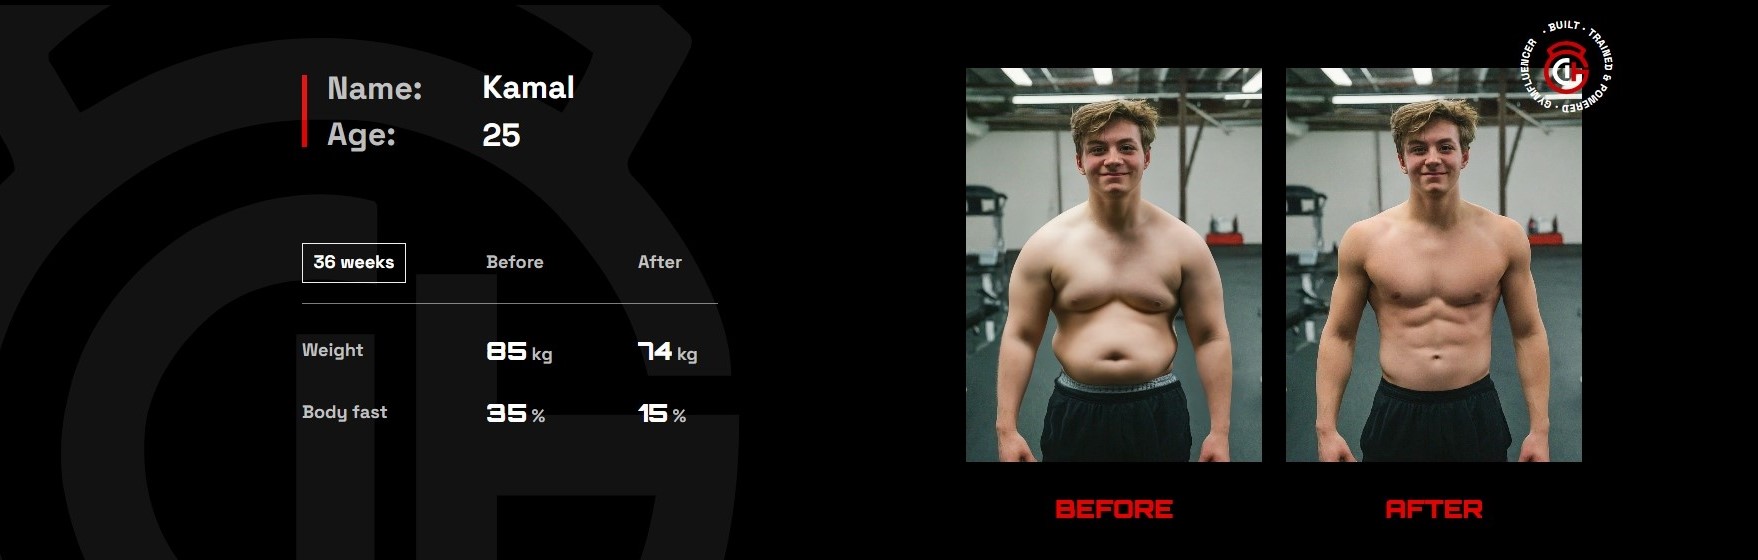 Name: Kamal
Age: 25
36 weeks Before After
Weight 85 kg 74 kg
Body fast 35 % 15 %
· BUILT · TRAINED & POWERED · GYMFLUENCER
BEFORE AFTER